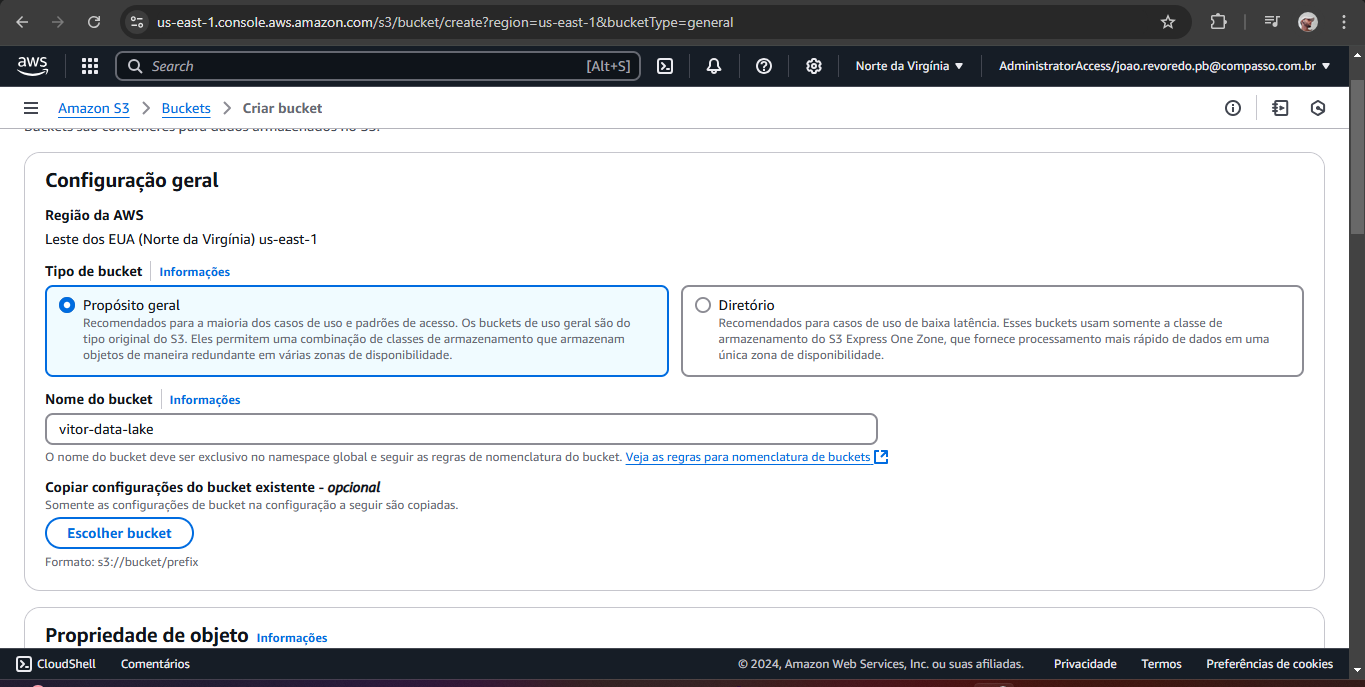 us-east-1.console.aws.amazon.com/s3/bucket/create?region=us-east-1&bucketType=general
aws
Search
[Alt+S]
Norte da Virgínia
AdministratorAccess/joao.revoredo.pb@compasso.com.br
Amazon S3 > Buckets > Criar bucket
Buckets são contêineres para dados armazenados no S3.
Configuração geral
Região da AWS
Leste dos EUA (Norte da Virgínia) us-east-1
Tipo de bucket
Informações
Propósito geral
Recomendados para a maioria dos casos de uso e padrões de acesso. Os buckets de uso geral são do
tipo original do S3. Eles permitem uma combinação de classes de armazenamento que armazenam
objetos de maneira redundante em várias zonas de disponibilidade.
Diretório
Recomendados para casos de uso de baixa latência. Esses buckets usam somente a classe de
armazenamento do S3 Express One Zone, que fornece processamento mais rápido de dados em uma
única zona de disponibilidade.
Nome do bucket
Informações
vitor-data-lake
O nome do bucket deve ser exclusivo no namespace global e seguir as regras de nomenclatura do bucket. Veja as regras para nomenclatura de buckets
Copiar configurações do bucket existente - opcional
Somente as configurações de bucket na configuração a seguir são copiadas.
Escolher bucket
Formato: s3://bucket/prefix
Propriedade de objeto
Informações
CloudShell
Comentários
© 2024, Amazon Web Services, Inc. ou suas afiliadas.
Privacidade
Termos
Preferências de cookies